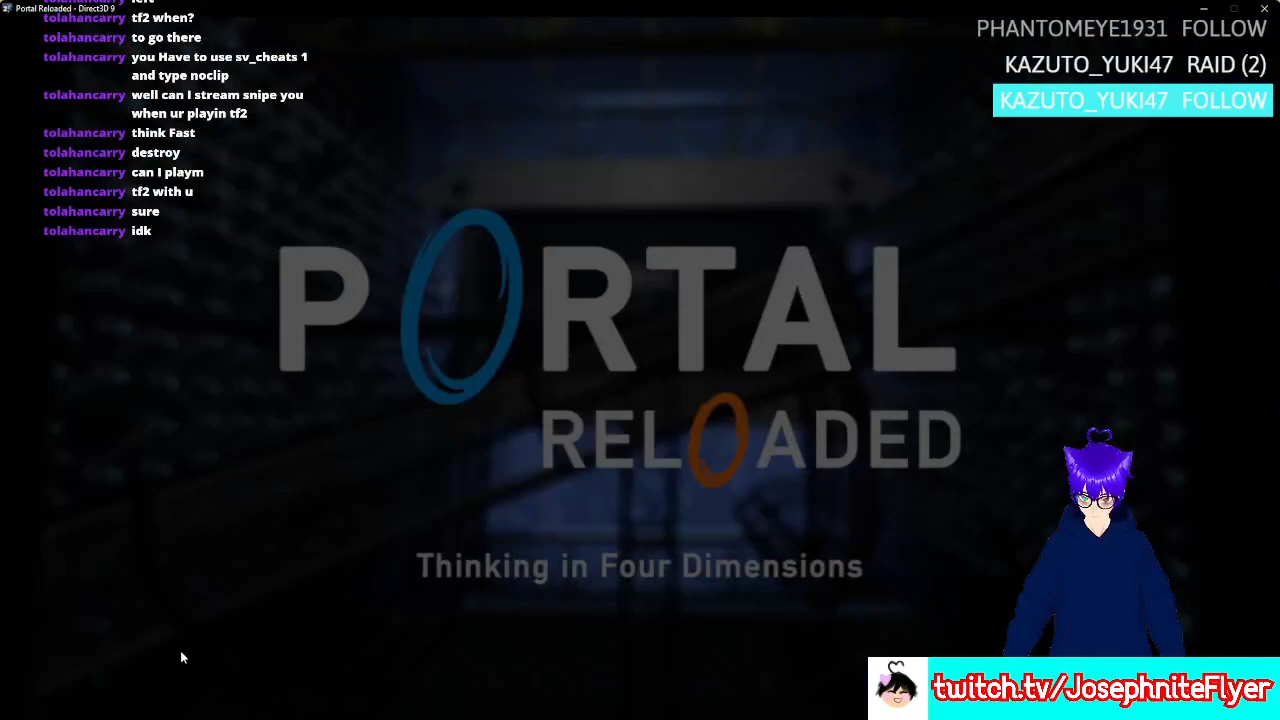 Portal Reloaded - Direct3D 9
tolahancarry tf2 when?
tolahancarry to go there
tolahancarry you Have to use sv_cheats 1
and type noclip
tolahancarry well can I stream snipe you
when ur playin tf2
tolahancarry think Fast
tolahancarry destroy
tolahancarry can I playm
tolahancarry tf2 with u
tolahancarry sure
tolahancarry idk
PHANTOMEYE1931 FOLLOW
KAZUTO_YUKI47 RAID (2)
KAZUTO_YUKI47 FOLLOW
PORTAL
RELOADED
Thinking in Four Dimensions
twitch.tv/JosephniteFlyer